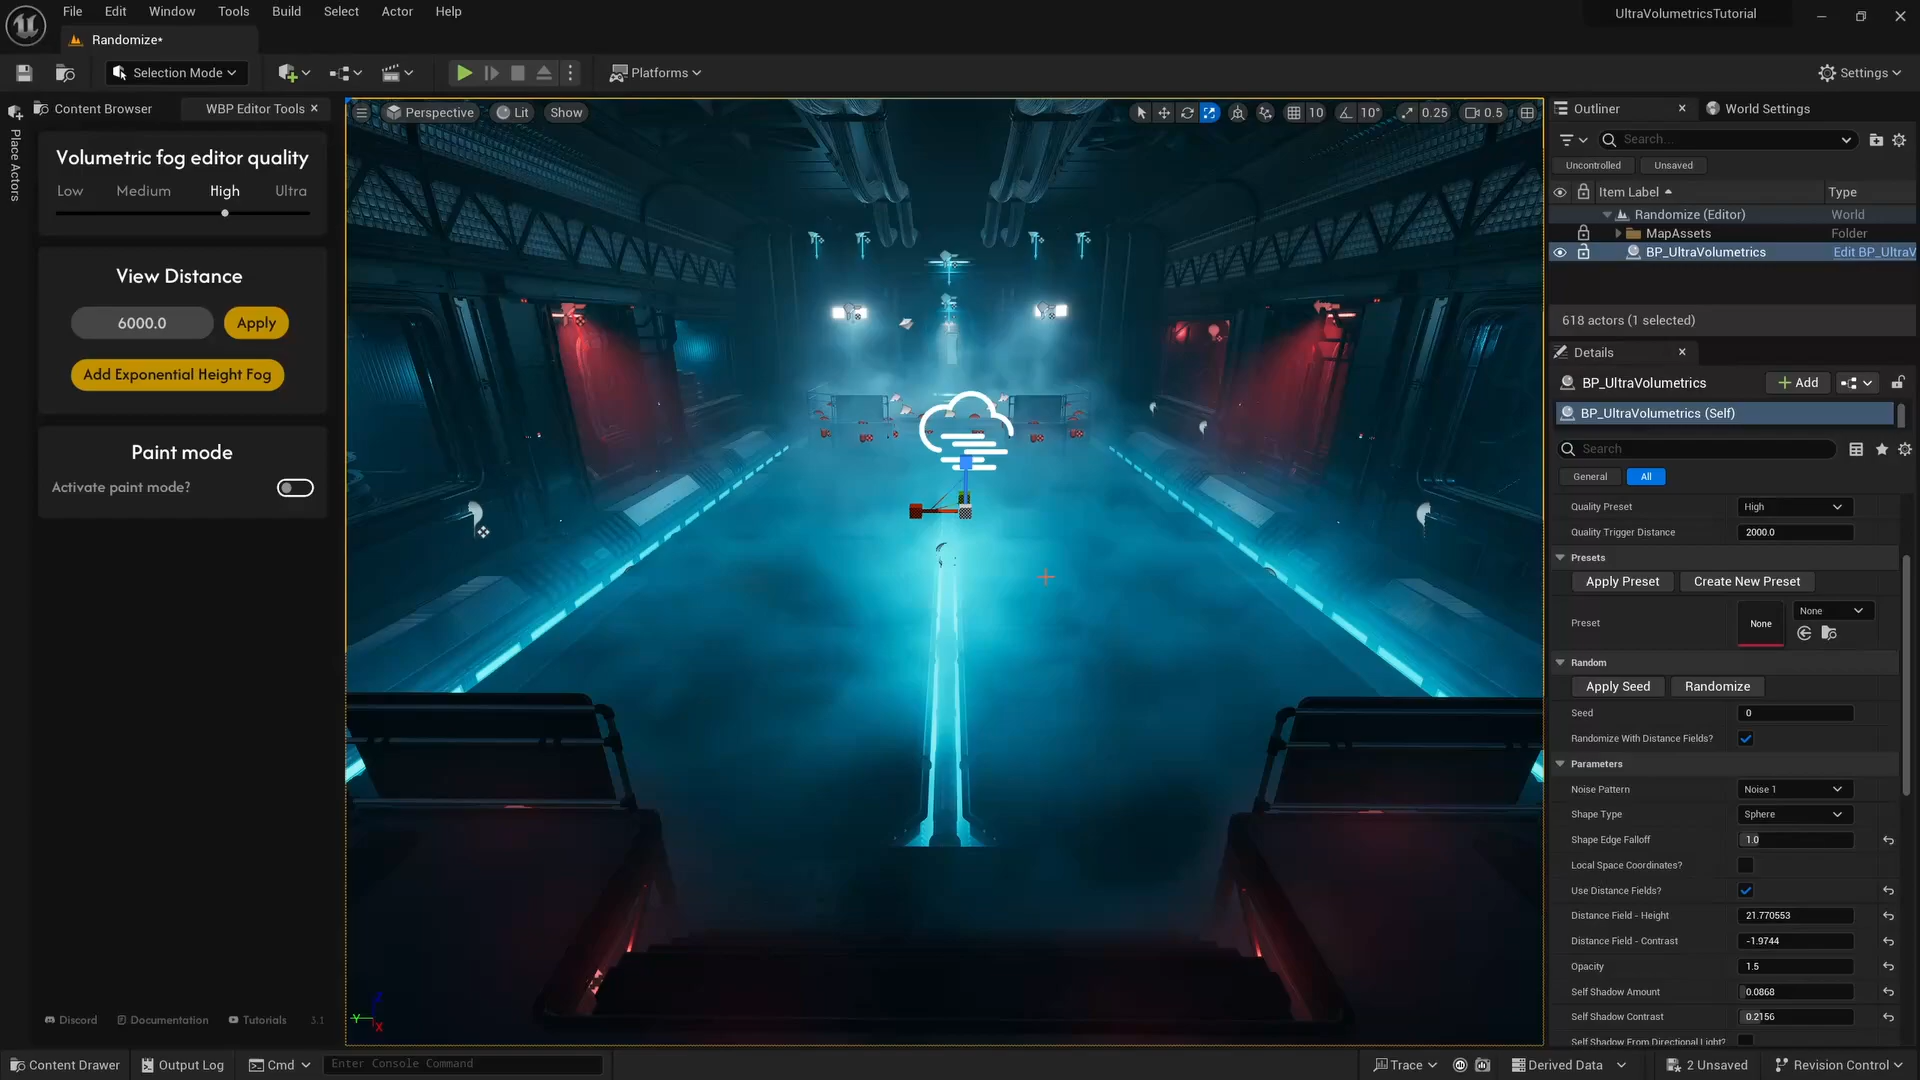 File Edit Window Tools Build Select Actor Help
UltraVolumetricsTutorial
Randomize*
Selection Mode
Platforms
Settings
Content Browser
WBP Editor Tools
Place Actors
Volumetric fog editor quality
Low Medium High Ultra
View Distance
6000.0 Apply
Add Exponential Height Fog
Paint mode
Activate paint mode?
Discord Documentation Tutorials 3.1
Perspective Lit Show
10 10° 0.25 0.5
Y X
Outliner World Settings
Search...
Uncontrolled Unsaved
Item Label Type
Randomize (Editor) World
MapAssets Folder
BP_UltraVolumetrics Edit BP_UltraV
618 actors (1 selected)
Details
BP_UltraVolumetrics Add
BP_UltraVolumetrics (Self)
Search
General All
Quality Preset High
Quality Trigger Distance 2000.0
Presets
Apply Preset Create New Preset
Preset None None
Random
Apply Seed Randomize
Seed 0
Randomize With Distance Fields?
Parameters
Noise Pattern Noise 1
Shape Type Sphere
Shape Edge Falloff 1.0
Local Space Coordinates?
Use Distance Fields?
Distance Field - Height 21.770553
Distance Field - Contrast -1.9744
Opacity 1.5
Self Shadow Amount 0.0868
Self Shadow Contrast 0.2156
Self Shadow From Directional Light?
Content Drawer Output Log Cmd Enter Console Command
Trace Derived Data 2 Unsaved Revision Control